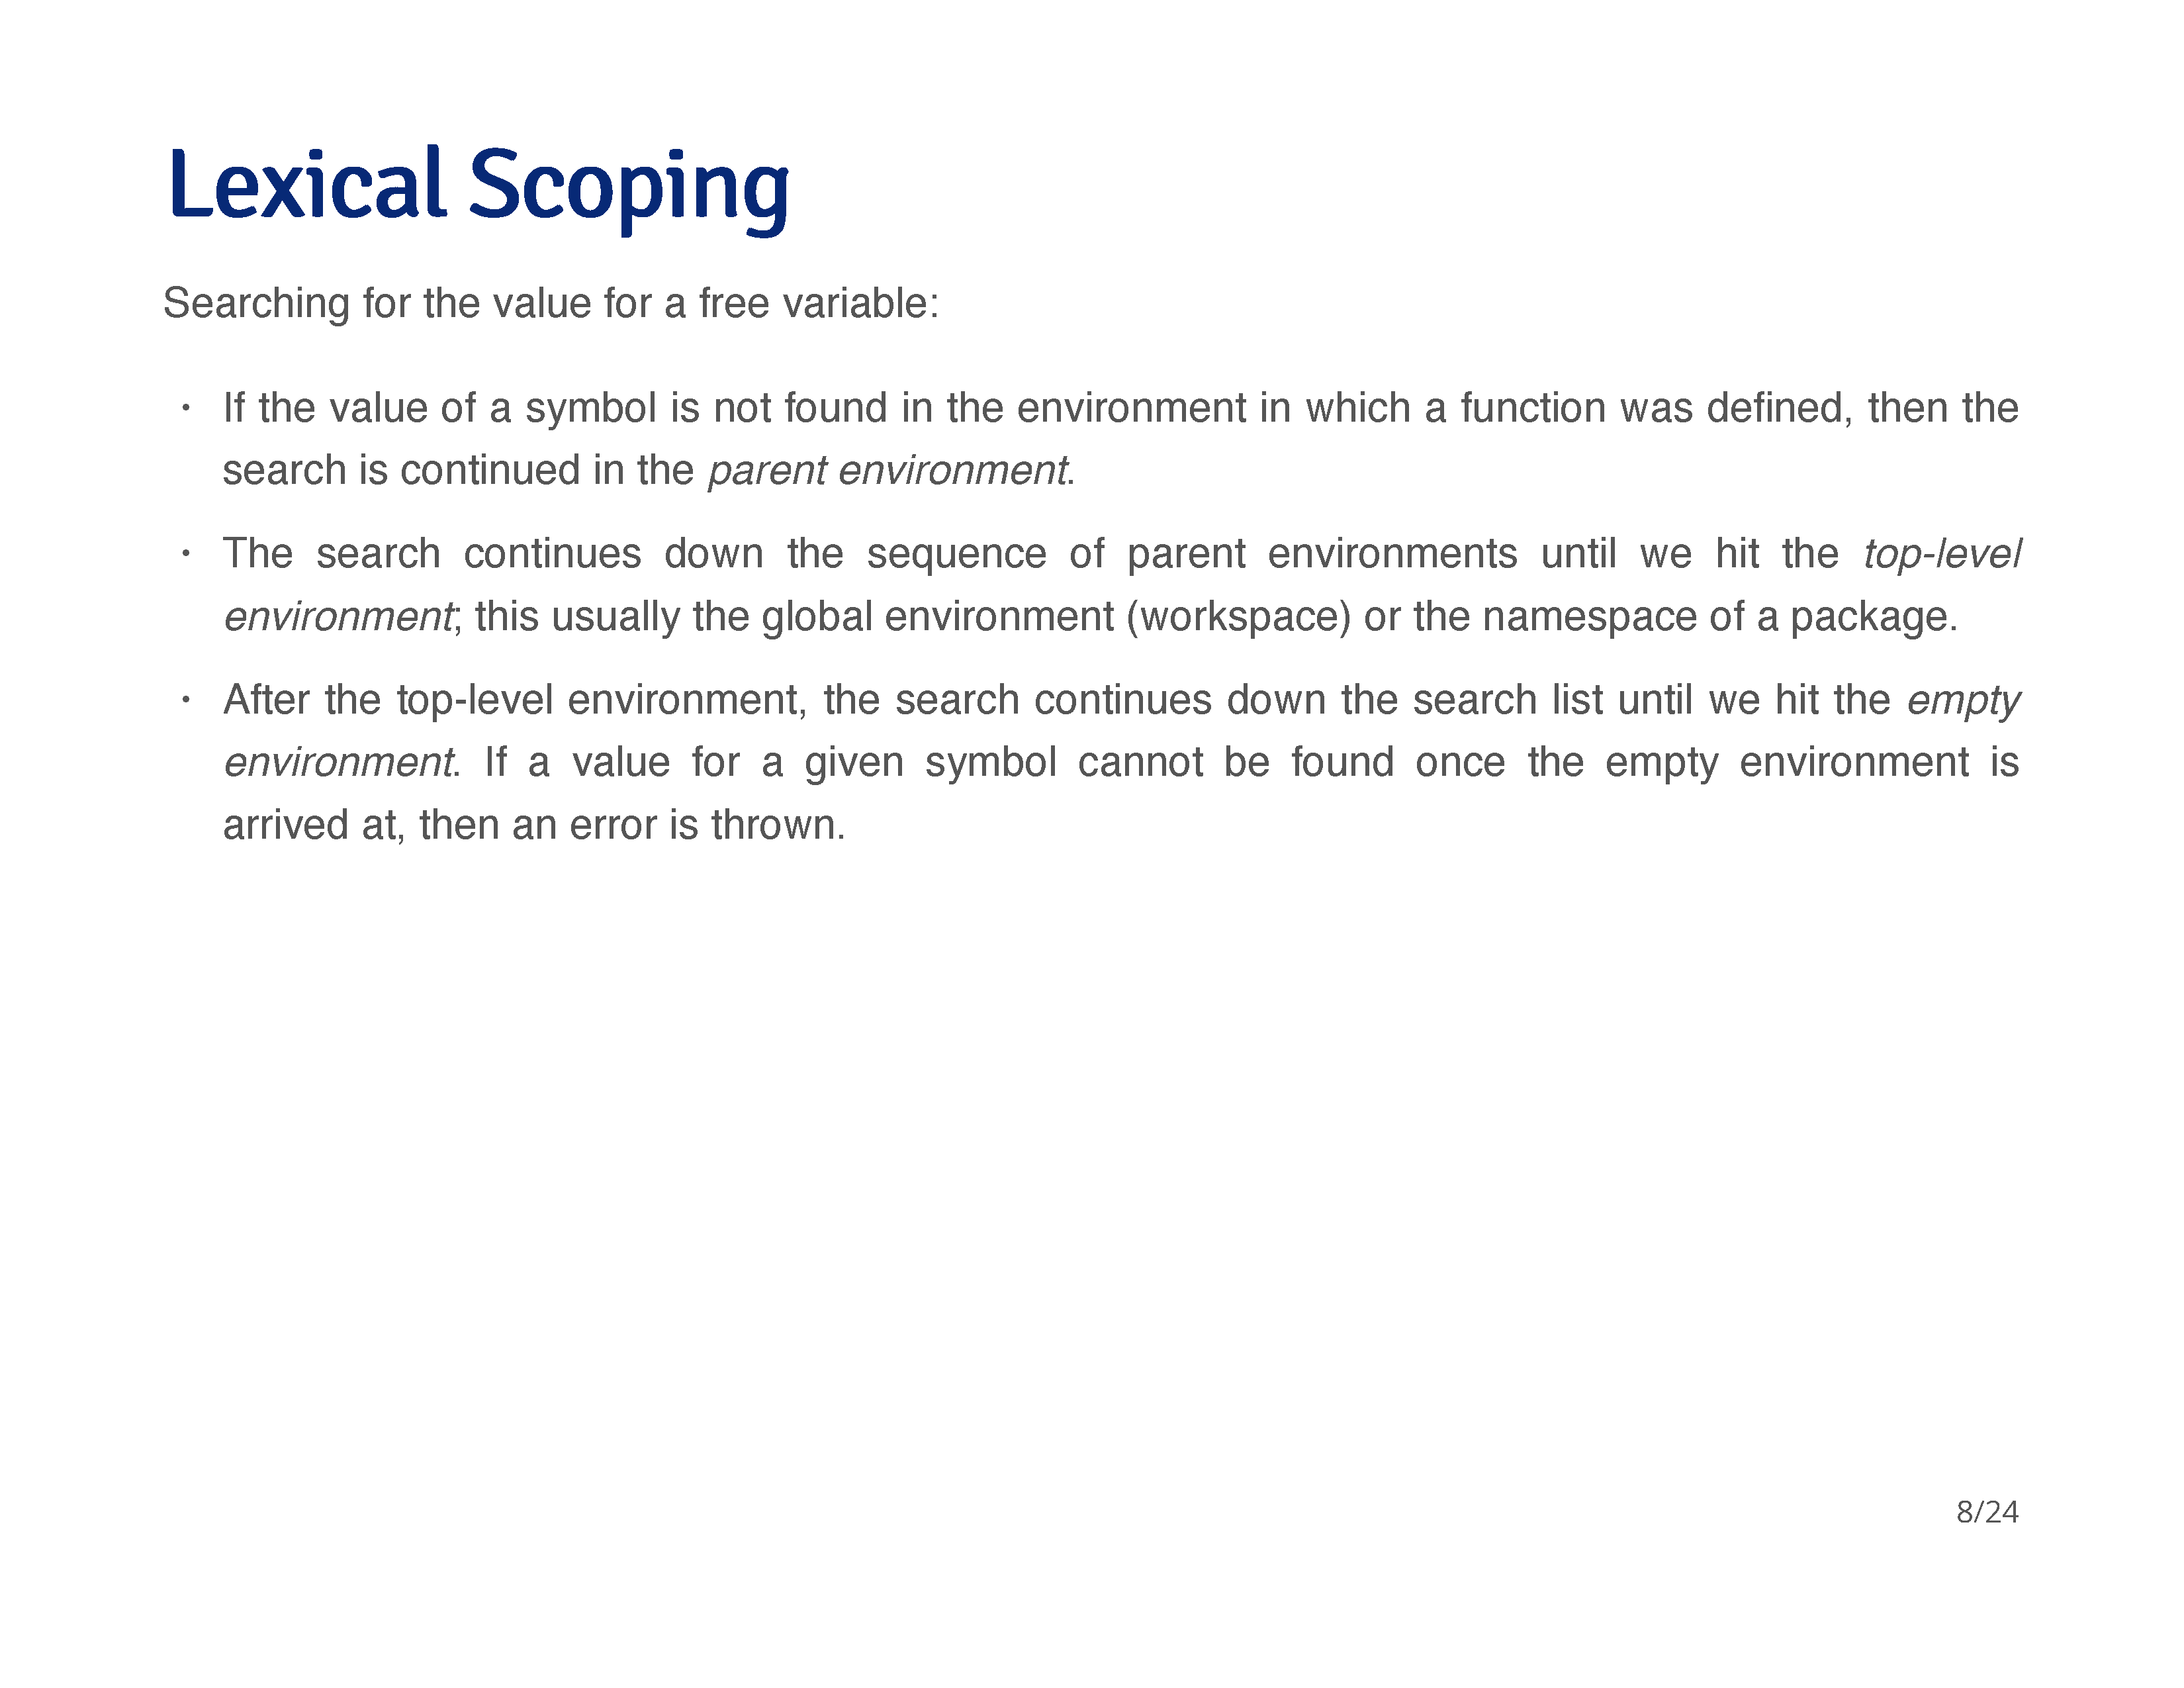 Lexical Scoping
Searching for the value for a free variable:
· If the value of a symbol is not found in the environment in which a function was defined, then the
search is continued in the parent environment.
· The search continues down the sequence of parent environments until we hit the top-level
environment; this usually the global environment (workspace) or the namespace of a package.
· After the top-level environment, the search continues down the search list until we hit the empty
environment. If a value for a given symbol cannot be found once the empty environment is
arrived at, then an error is thrown.
8/24